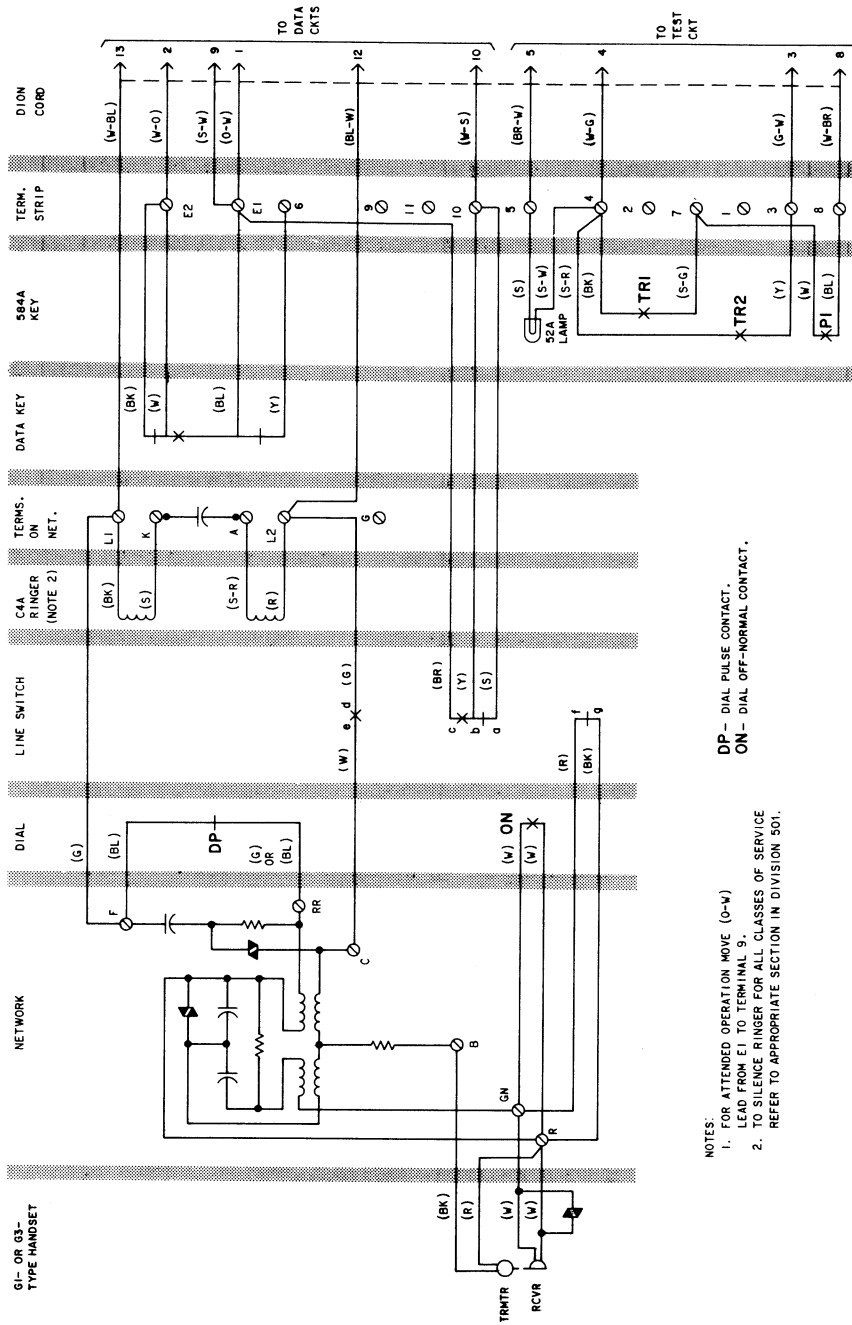 G1- OR G3-
TYPE HANDSET
NETWORK
DIAL
LINE SWITCH
C4A
RINGER
(NOTE 2)
TERMS.
ON
NET.
DATA KEY
584A
KEY
TERM.
STRIP
DION
CORD
(G)
(BK)
L1
(W-BL)
13
F
(BL)
(S)
K
(BK)
(W)
E2
(W-O)
2
DP
(S-W)
9
(G)
OR
(BL)
RR
(S-R)
A
(BL)
E1
(O-W)
1
(R)
L2
(Y)
6
TO
DATA
CKTS
C
(W)
e
d
(G)
G
9
(BL-W)
12
11
B
(BR)
c
(Y)
b
(S)
a
10
(W-S)
10
GN
(W)
ON
(W)
R
(R)
f
g
(BK)
(S)
5
(BR-W)
5
(S-W)
52A
LAMP
(S-R)
(BK)
4
(W-G)
4
2
TR1
(S-G)
7
TO
TEST
CKT
TR2
1
(Y)
3
(G-W)
3
(W)
P1
(BL)
8
(W-BR)
8
(BK)
(R)
(W)
(W)
TRMTR
RCVR
DP - DIAL PULSE CONTACT.
ON - DIAL OFF-NORMAL CONTACT.
NOTES:
1. FOR ATTENDED OPERATION MOVE (O-W)
LEAD FROM E1 TO TERMINAL 9.
2. TO SILENCE RINGER FOR ALL CLASSES OF SERVICE
REFER TO APPROPRIATE SECTION IN DIVISION 501.